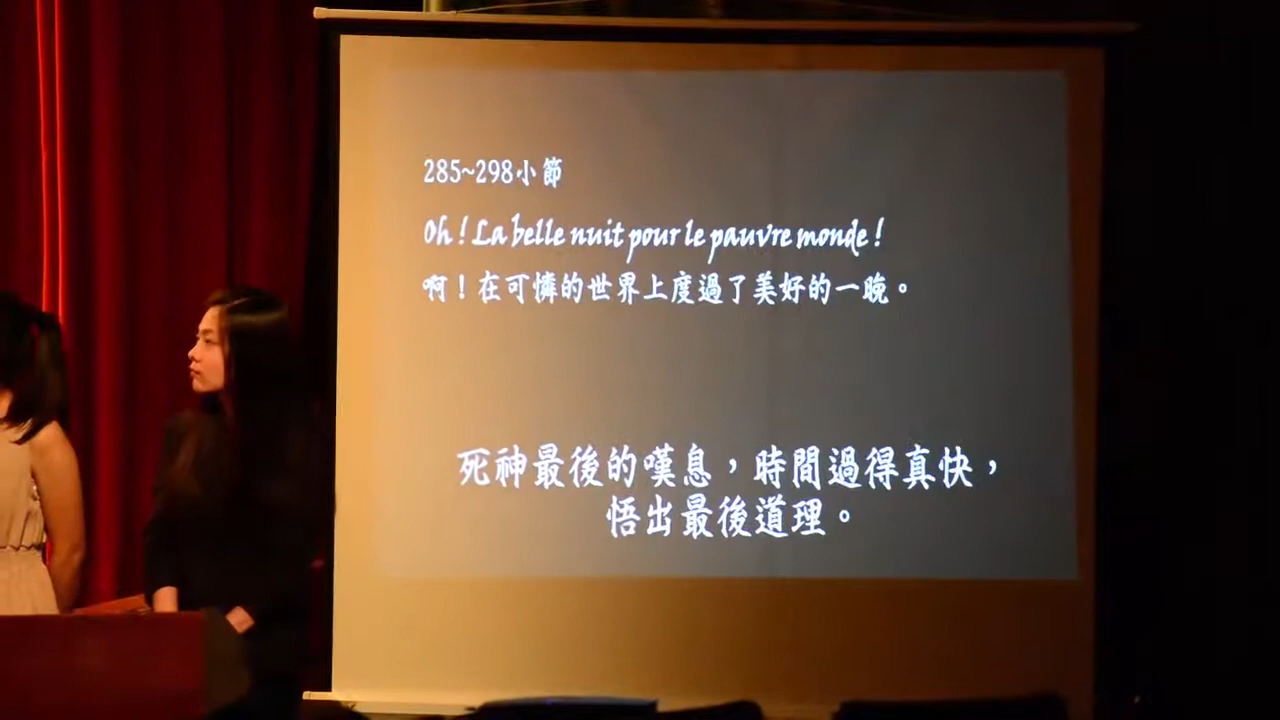 285~298小節
Oh ! La belle nuit pour le pauvre monde !
啊！在可憐的世界上度過了美好的一晚。
死神最後的嘆息，時間過得真快，
悟出最後道理。